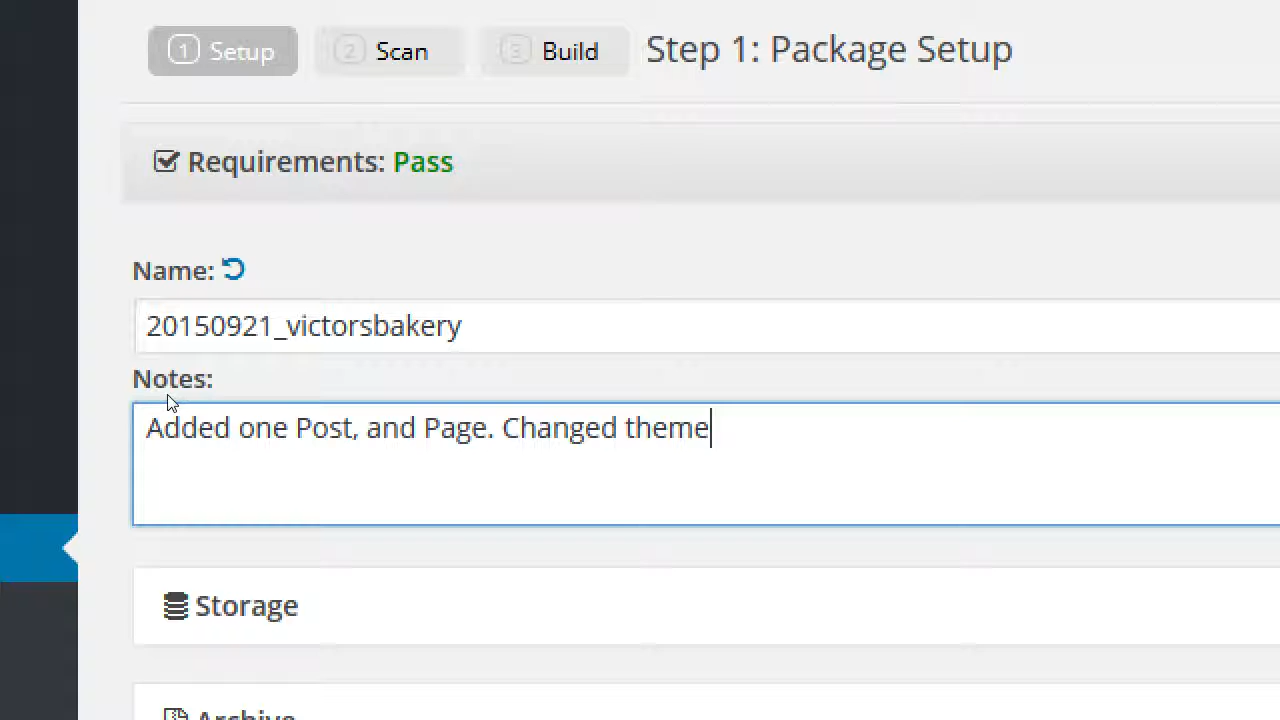 1 Setup 2 Scan 3 Build Step 1: Package Setup
Requirements: Pass
Name:
20150921_victorsbakery
Notes:
Added one Post, and Page. Changed theme
Storage
Archive